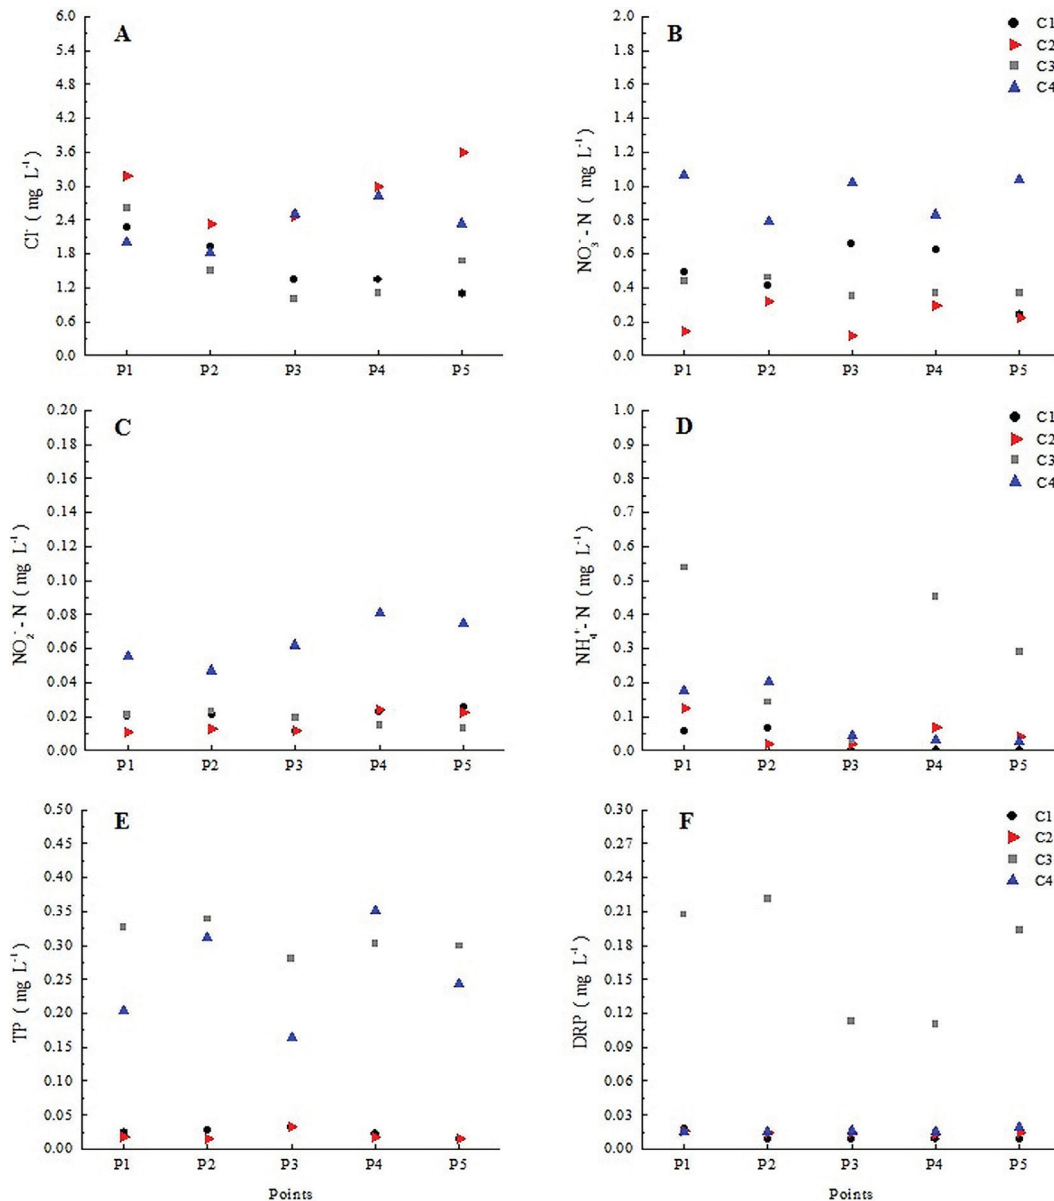 A
6.0
5.4
4.8
4.2
3.6
3.0
2.4
1.8
1.2
0.6
0.0
Cl⁻ ( mg L⁻¹)
P1 P2 P3 P4 P5
B
2.0
1.8
1.6
1.4
1.2
1.0
0.8
0.6
0.4
0.2
0.0
NO₃⁻- N ( mg L⁻¹)
C1
C2
C3
C4
P1 P2 P3 P4 P5
C
0.20
0.18
0.16
0.14
0.12
0.10
0.08
0.06
0.04
0.02
0.00
NO₂⁻- N ( mg L⁻¹)
P1 P2 P3 P4 P5
D
1.0
0.9
0.8
0.7
0.6
0.5
0.4
0.3
0.2
0.1
0.0
NH₄⁺- N ( mg L⁻¹)
C1
C2
C3
C4
P1 P2 P3 P4 P5
E
0.50
0.45
0.40
0.35
0.30
0.25
0.20
0.15
0.10
0.05
0.00
TP ( mg L⁻¹)
P1 P2 P3 P4 P5
Points
F
0.30
0.27
0.24
0.21
0.18
0.15
0.12
0.09
0.06
0.03
0.00
DRP ( mg L⁻¹)
C1
C2
C3
C4
P1 P2 P3 P4 P5
Points